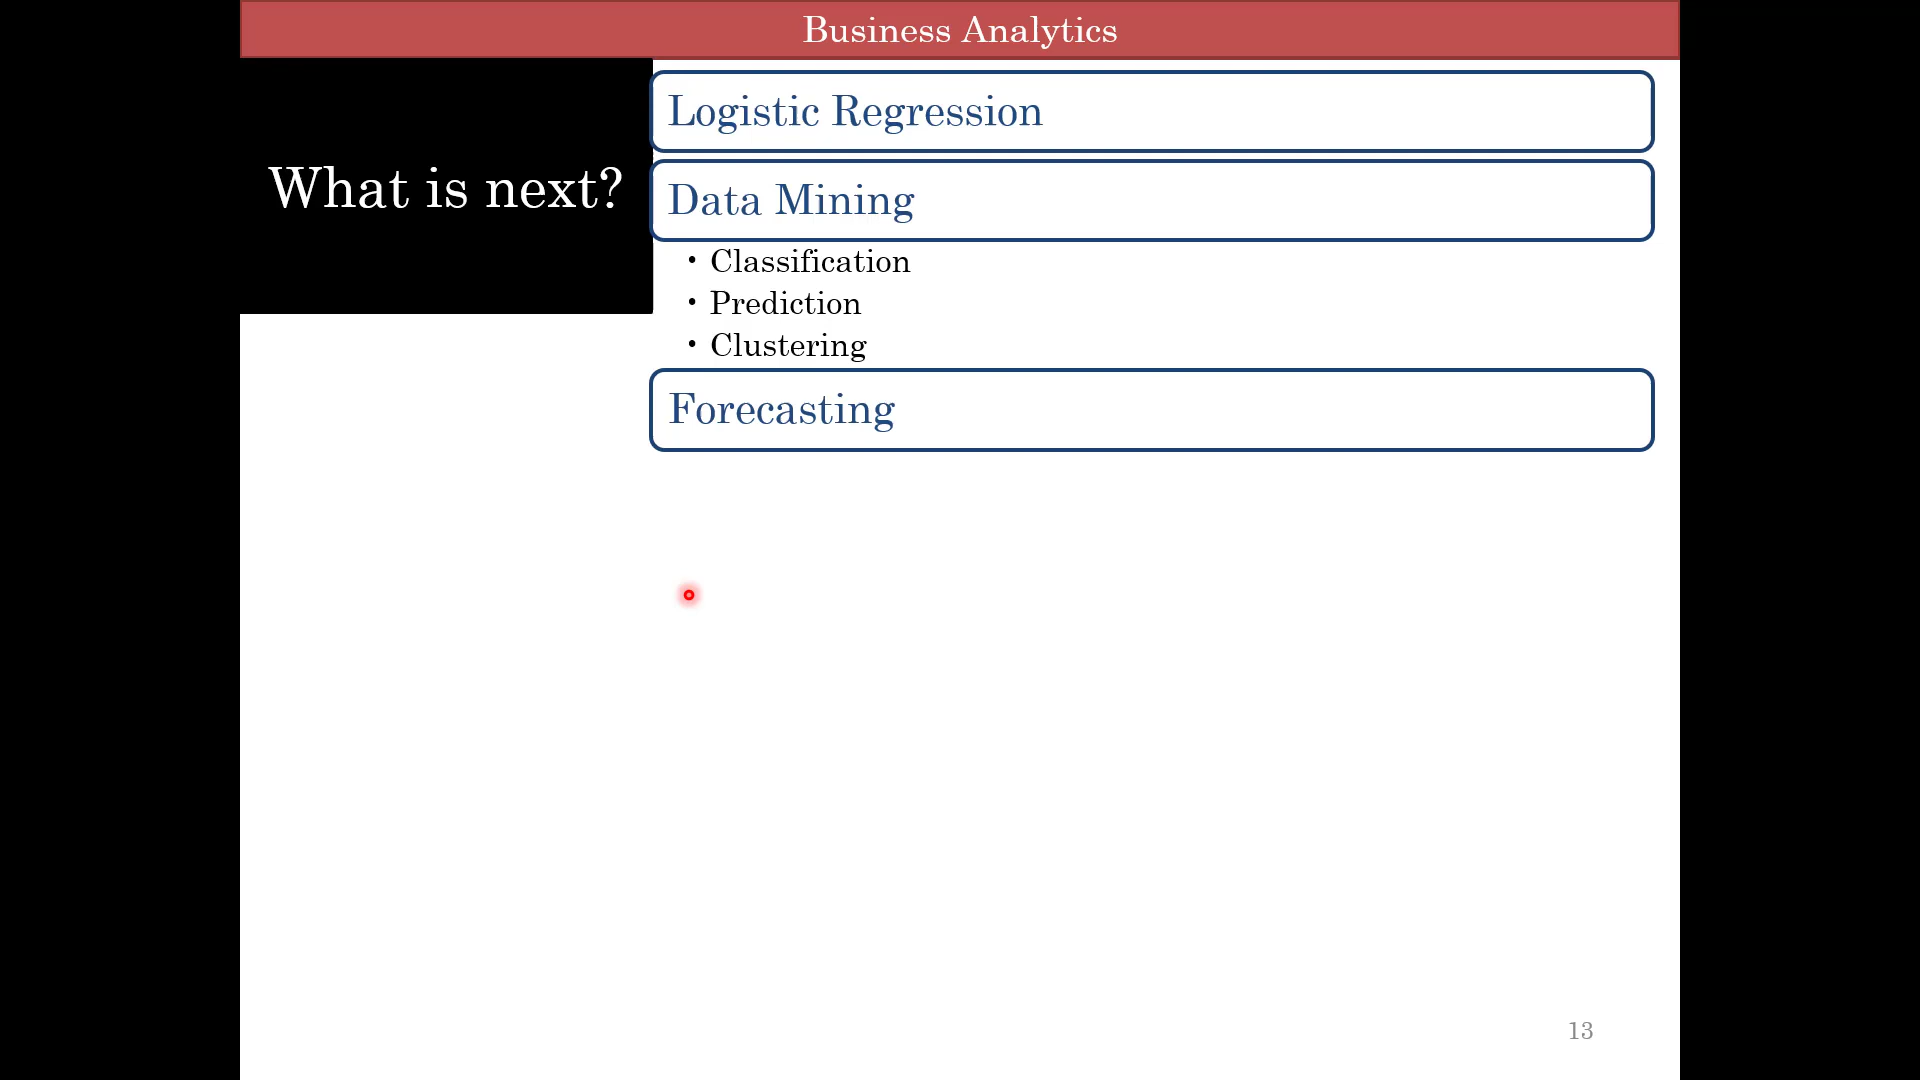 Business Analytics
What is next?
Logistic Regression
Data Mining
• Classification
• Prediction
• Clustering
Forecasting
13